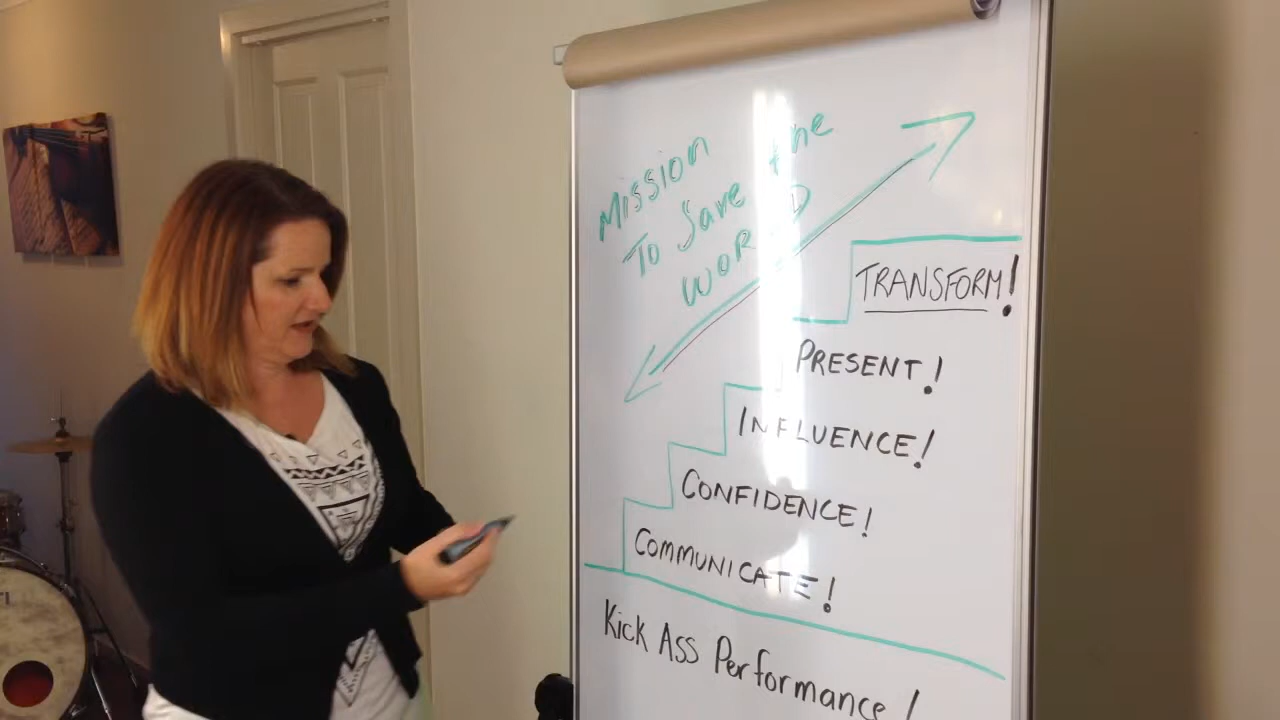 Mission
To Save the
WORLD
TRANSFORM!
PRESENT!
INFLUENCE!
CONFIDENCE!
COMMUNICATE!
Kick Ass Performance!